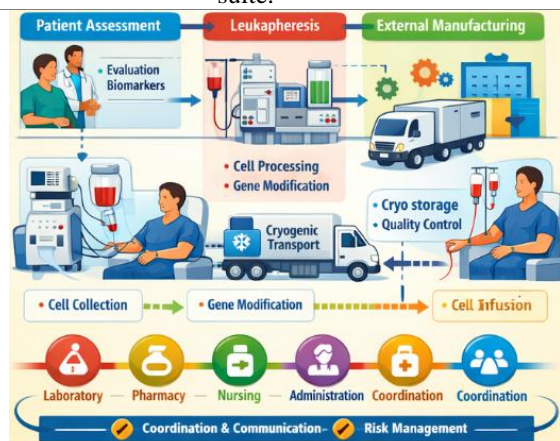 suite.
Patient Assessment
Leukapheresis
External Manufacturing
• Evaluation
Biomarkers
• Cell Processing
• Gene Modification
Cryogenic
Transport
• Cryo storage
• Quality Control
• Cell Collection
• Gene Modification
• Cell Infusion
Laboratory — Pharmacy — Nursing — Administration — Coordination — Coordination
Coordination & Communication
Risk Management